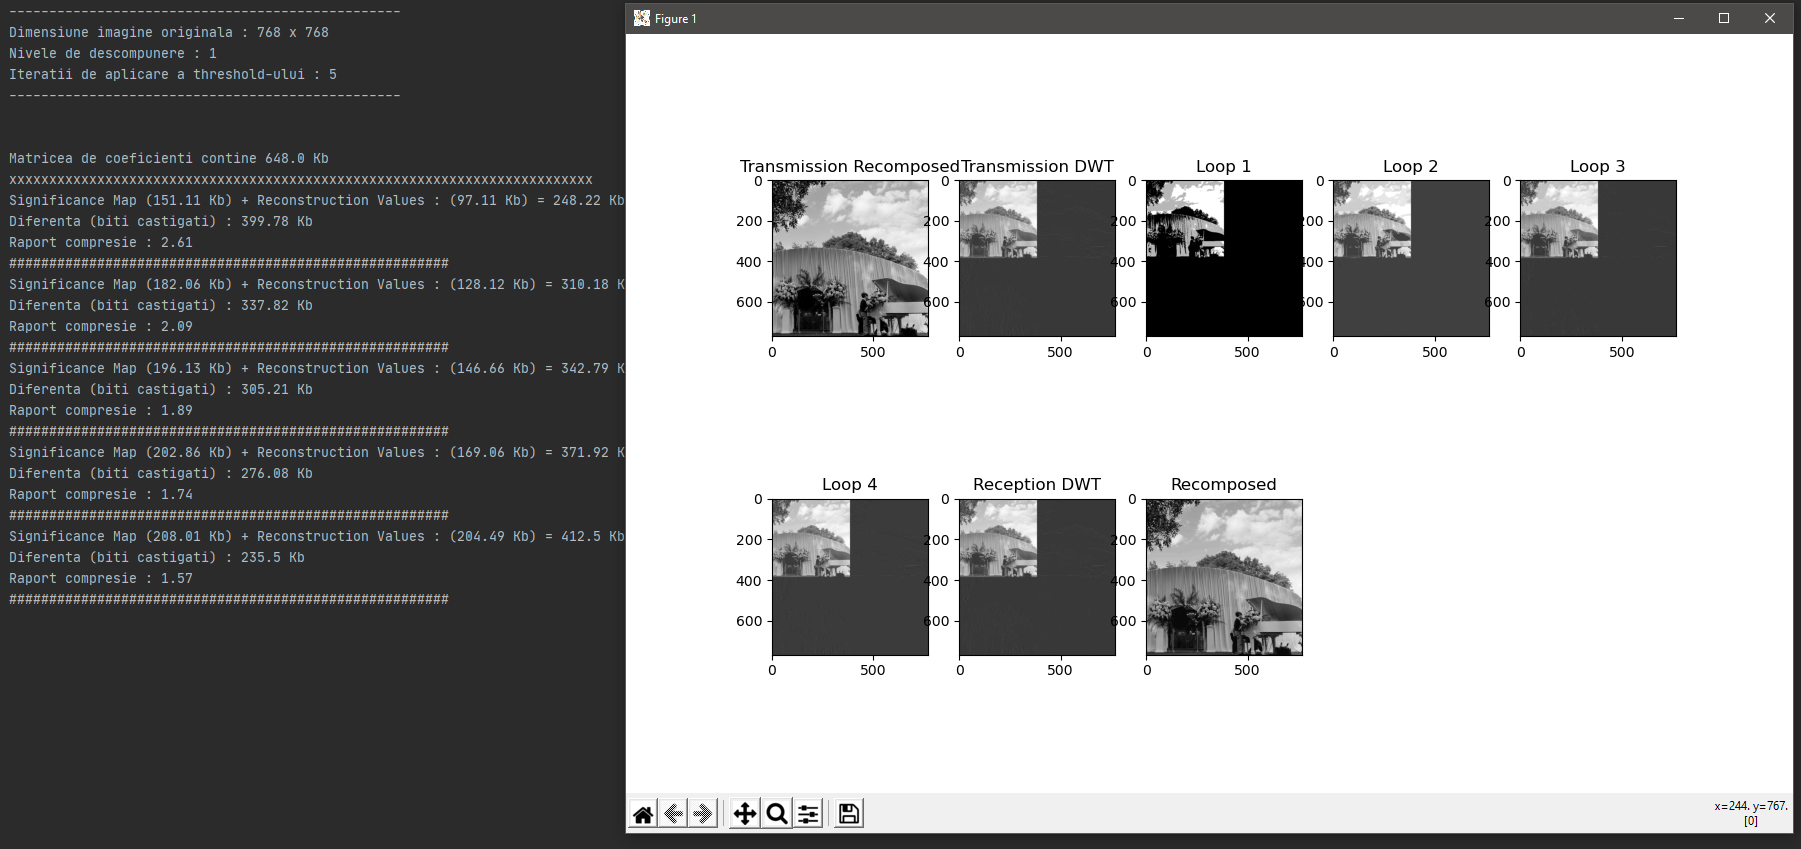 -------------------------------------------------
Dimensiune imagine originala : 768 x 768
Nivele de descompunere : 1
Iteratii de aplicare a threshold-ului : 5
-------------------------------------------------
Matricea de coeficienti contine 648.0 Kb
xxxxxxxxxxxxxxxxxxxxxxxxxxxxxxxxxxxxxxxxxxxxxxxxxxxxxxxxxxxxxxxxxxxxxxxxx
Significance Map (151.11 Kb) + Reconstruction Values : (97.11 Kb) = 248.22 Kb
Diferenta (biti castigati) : 399.78 Kb
Raport compresie : 2.61
#######################################################
Significance Map (182.06 Kb) + Reconstruction Values : (128.12 Kb) = 310.18 K
Diferenta (biti castigati) : 337.82 Kb
Raport compresie : 2.09
#######################################################
Significance Map (196.13 Kb) + Reconstruction Values : (146.66 Kb) = 342.79 K
Diferenta (biti castigati) : 305.21 Kb
Raport compresie : 1.89
#######################################################
Significance Map (202.86 Kb) + Reconstruction Values : (169.06 Kb) = 371.92 K
Diferenta (biti castigati) : 276.08 Kb
Raport compresie : 1.74
#######################################################
Significance Map (208.01 Kb) + Reconstruction Values : (204.49 Kb) = 412.5 Kb
Diferenta (biti castigati) : 235.5 Kb
Raport compresie : 1.57
#######################################################
Figure 1
Transmission Recomposed
0
200
400
600
0 500
Transmission DWT
0
200
400
600
0 500
Loop 1
0
200
400
600
0 500
Loop 2
0
200
400
600
0 500
Loop 3
0
200
400
600
0 500
Loop 4
0
200
400
600
0 500
Reception DWT
0
200
400
600
0 500
Recomposed
0
200
400
600
0 500
x=244. y=767.
[0]